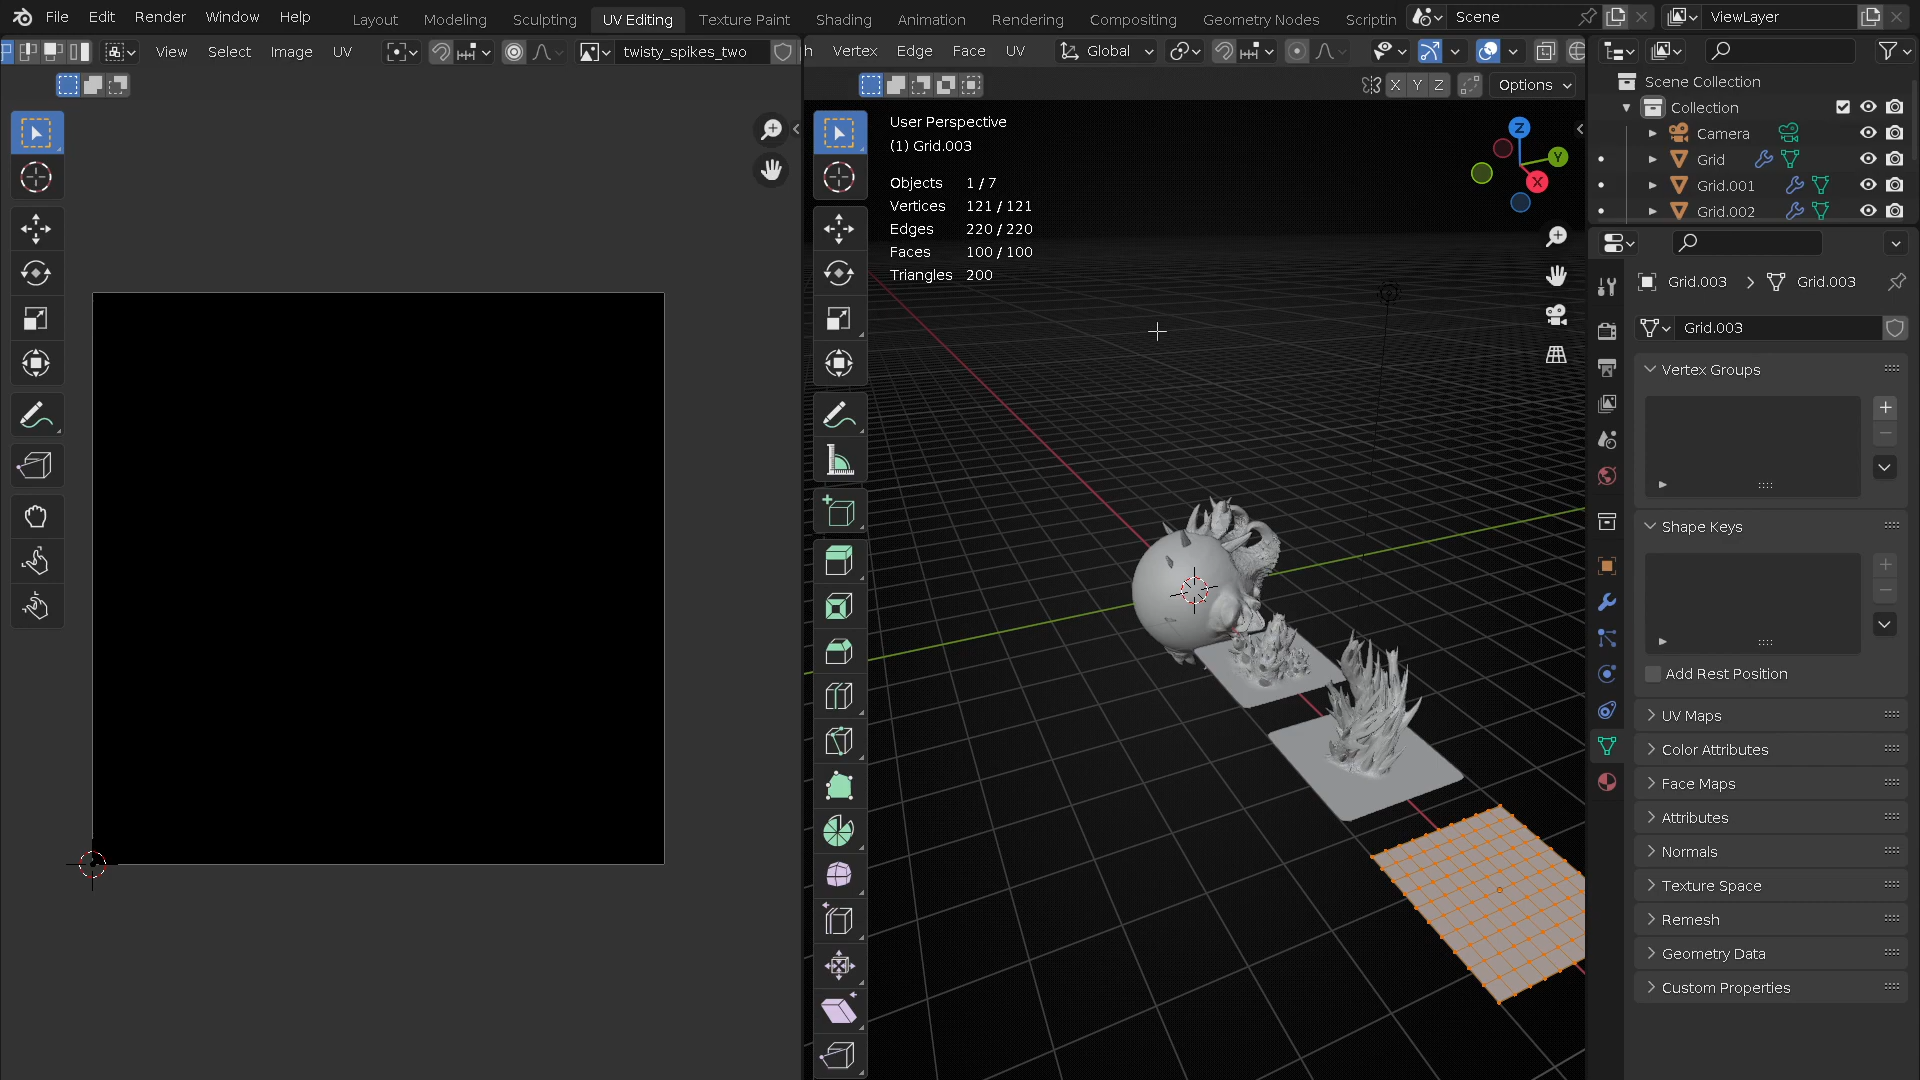 File Edit Render Window Help Layout Modeling Sculpting UV Editing Texture Paint Shading Animation Rendering Compositing Geometry Nodes Scriptin Scene ViewLayer
View Select Image UV twisty_spikes_two h Vertex Edge Face UV Global
X Y Z Options
User Perspective
(1) Grid.003
Objects 1 / 7
Vertices 121 / 121
Edges 220 / 220
Faces 100 / 100
Triangles 200
Z
Y
X
Scene Collection
Collection
Camera
Grid
Grid.001
Grid.002
Grid.003 > Grid.003
Grid.003
Vertex Groups
Shape Keys
Add Rest Position
UV Maps
Color Attributes
Face Maps
Attributes
Normals
Texture Space
Remesh
Geometry Data
Custom Properties